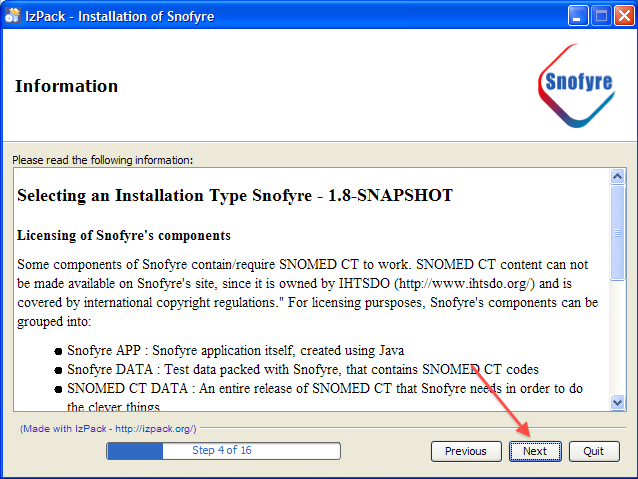 IzPack - Installation of Snofyre
Information
Snofyre
Please read the following information:
Selecting an Installation Type Snofyre - 1.8-SNAPSHOT
Licensing of Snofyre's components
Some components of Snofyre contain/require SNOMED CT to work. SNOMED CT content can not
be made available on Snofyre's site, since it is owned by IHTSDO (http://www.ihtsdo.org/) and is
covered by international copyright regulations." For licensing pursposes, Snofyre's components can be
grouped into:
● Snofyre APP : Snofyre application itself, created using Java
● Snofyre DATA : Test data packed with Snofyre, that contains SNOMED CT codes
● SNOMED CT DATA : An entire release of SNOMED CT that Snofyre needs in order to do
the clever things
(Made with IzPack - http://izpack.org/)
Step 4 of 16
Previous
Next
Quit